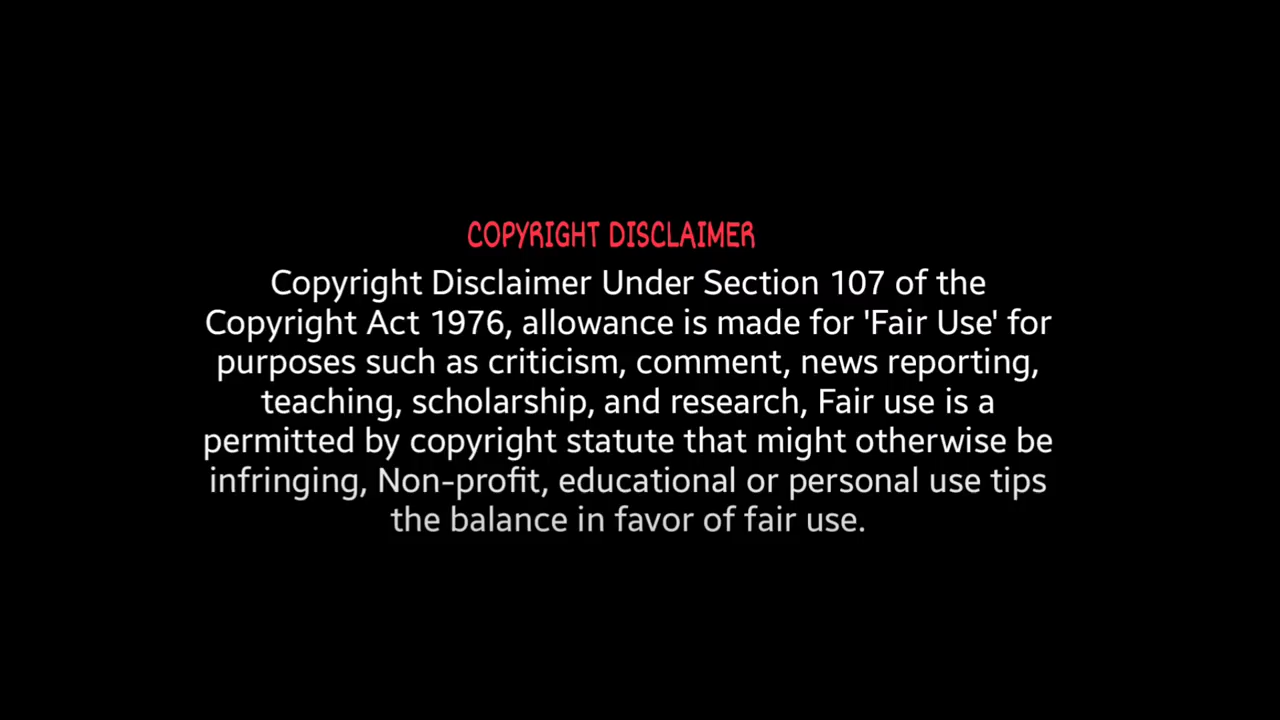 COPYRIGHT DISCLAIMER
Copyright Disclaimer Under Section 107 of the
Copyright Act 1976, allowance is made for 'Fair Use' for
purposes such as criticism, comment, news reporting,
teaching, scholarship, and research, Fair use is a
permitted by copyright statute that might otherwise be
infringing, Non-profit, educational or personal use tips
the balance in favor of fair use.